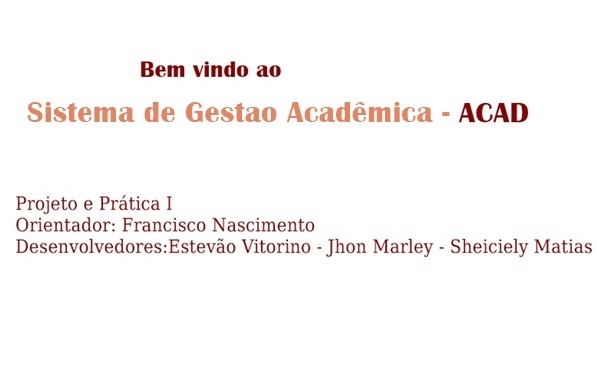 Bem vindo ao
Sistema de Gestao Acadêmica - ACAD
Projeto e Prática I
Orientador: Francisco Nascimento
Desenvolvedores:Estevão Vitorino - Jhon Marley - Sheiciely Matias